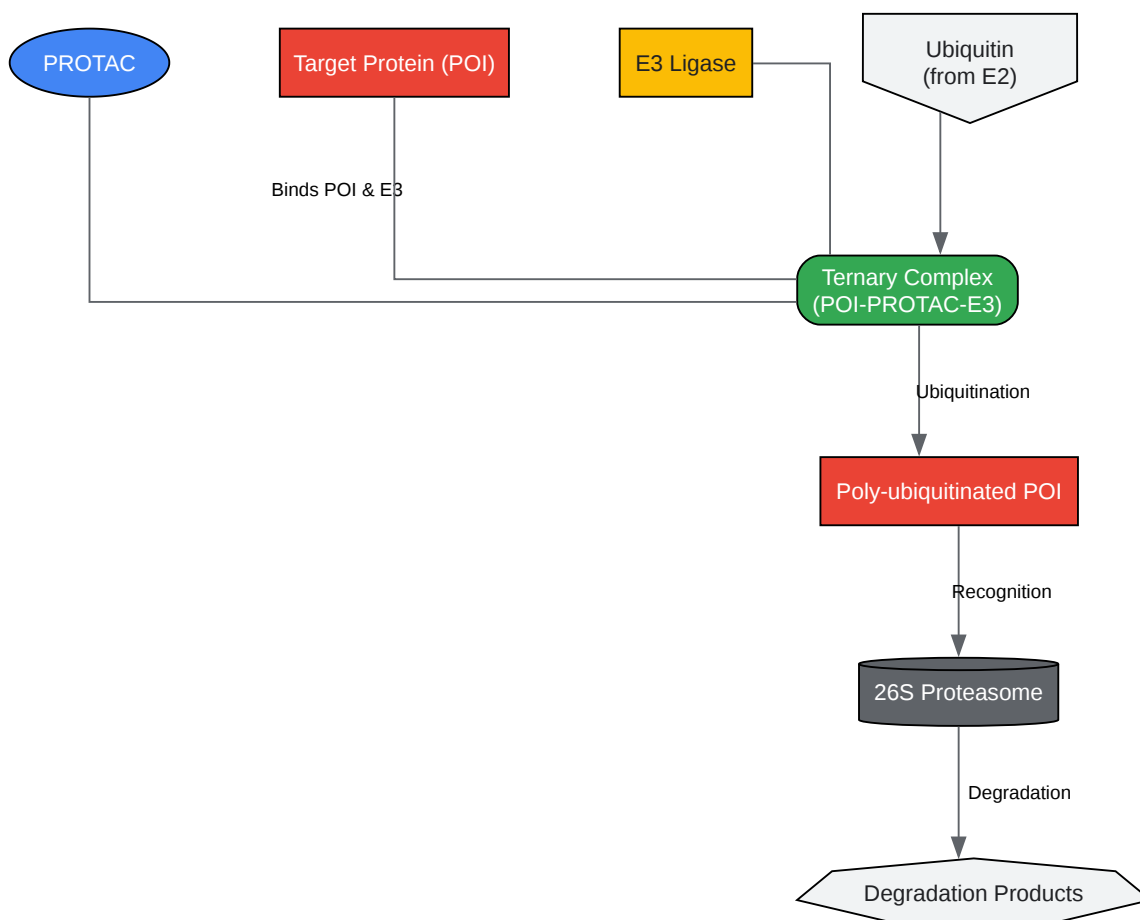 PROTAC
Target Protein (POI)
E3 Ligase
Ubiquitin
(from E2)
Binds POI & E3
Ternary Complex
(POI-PROTAC-E3)
Ubiquitination
Poly-ubiquitinated POI
Recognition
26S Proteasome
Degradation
Degradation Products